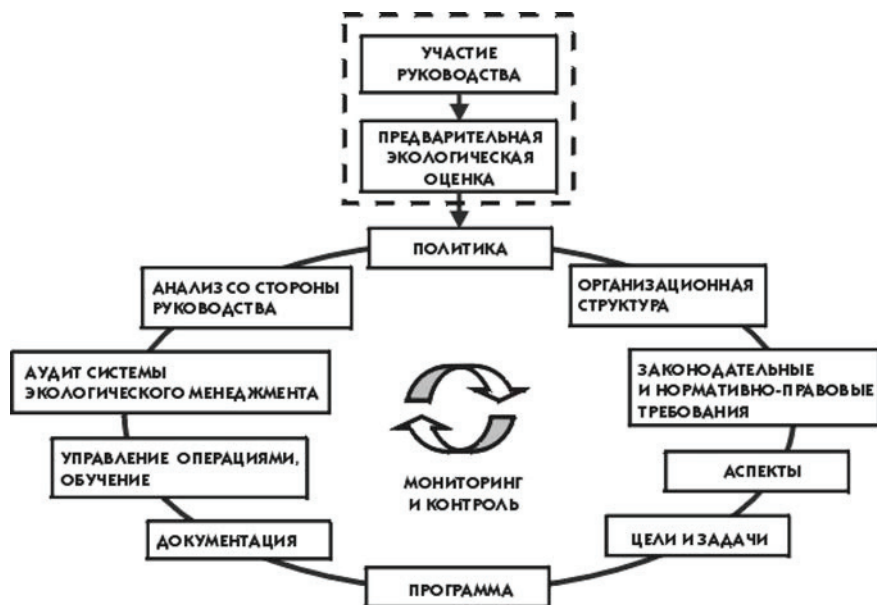 УЧАСТИЕ
РУКОВОДСТВА
ПРЕДВАРИТЕЛЬНАЯ
ЭКОЛОГИЧЕСКАЯ
ОЦЕНКА
ПОЛИТИКА
АНАЛИЗ СО СТОРОНЫ
РУКОВОДСТВА
ОРГАНИЗАЦИОННАЯ
СТРУКТУРА
АУДИТ СИСТЕМЫ
ЭКОЛОГИЧЕСКОГО МЕНЕДЖМЕНТА
ЗАКОНОДАТЕЛЬНЫЕ
И НОРМАТИВНО-ПРАВОВЫЕ
ТРЕБОВАНИЯ
УПРАВЛЕНИЕ ОПЕРАЦИЯМИ,
ОБУЧЕНИЕ
МОНИТОРИНГ
И КОНТРОЛЬ
АСПЕКТЫ
ДОКУМЕНТАЦИЯ
ЦЕЛИ И ЗАДАЧИ
ПРОГРАММА